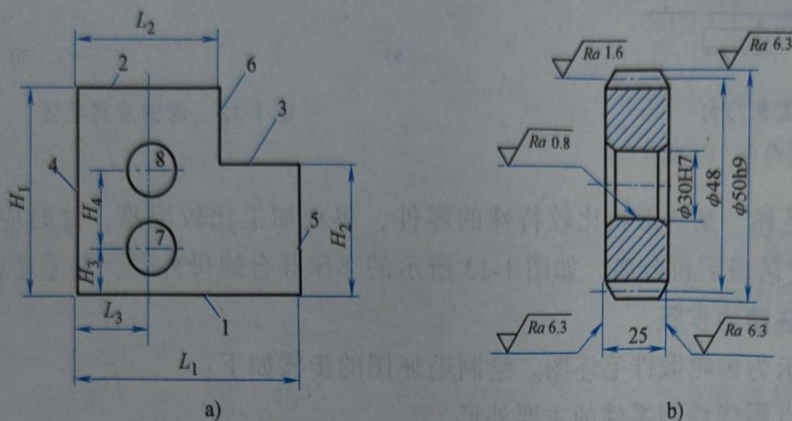 L₂
2
6
3
4
8
H₁
H₄
7
5
H₂
H₃
L₃
1
L₁
a)
Ra 1.6
Ra 6.3
Ra 0.8
ϕ30H7
ϕ48
ϕ50h9
Ra 6.3
25
Ra 6.3
b)